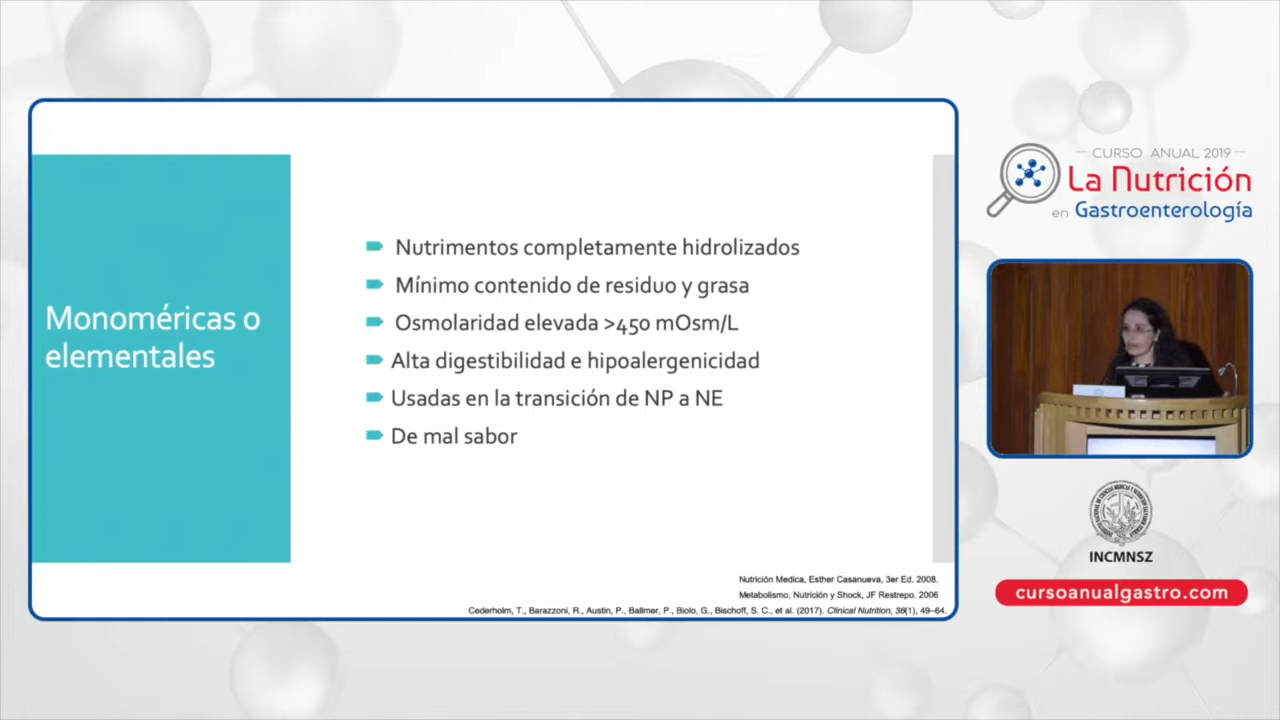 Monoméricas o
elementales
Nutrimentos completamente hidrolizados
Mínimo contenido de residuo y grasa
Osmolaridad elevada >450 mOsm/L
Alta digestibilidad e hipoalergenicidad
Usadas en la transición de NP a NE
De mal sabor
Nutrición Medica, Esther Casanueva, 3er Ed. 2008.
Metabolismo, Nutrición y Shock, JF Restrepo. 2006
Cederholm, T., Barazzoni, R., Austin, P., Ballmer, P., Biolo, G., Bischoff, S. C., et al. (2017). Clinical Nutrition, 36(1), 49–64.
CURSO ANUAL 2019
La Nutrición
en Gastroenterología
INCMNSZ
cursoanualgastro.com